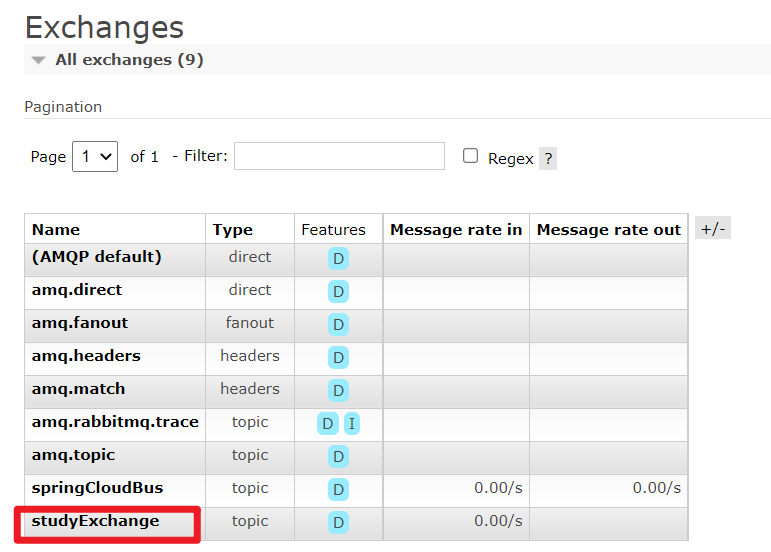 Exchanges
All exchanges (9)
Pagination
Page 1 of 1 - Filter: Regex ?
Name Type Features Message rate in Message rate out +/-
(AMQP default) direct D
amq.direct direct D
amq.fanout fanout D
amq.headers headers D
amq.match headers D
amq.rabbitmq.trace topic D I
amq.topic topic D
springCloudBus topic D 0.00/s 0.00/s
studyExchange topic D 0.00/s